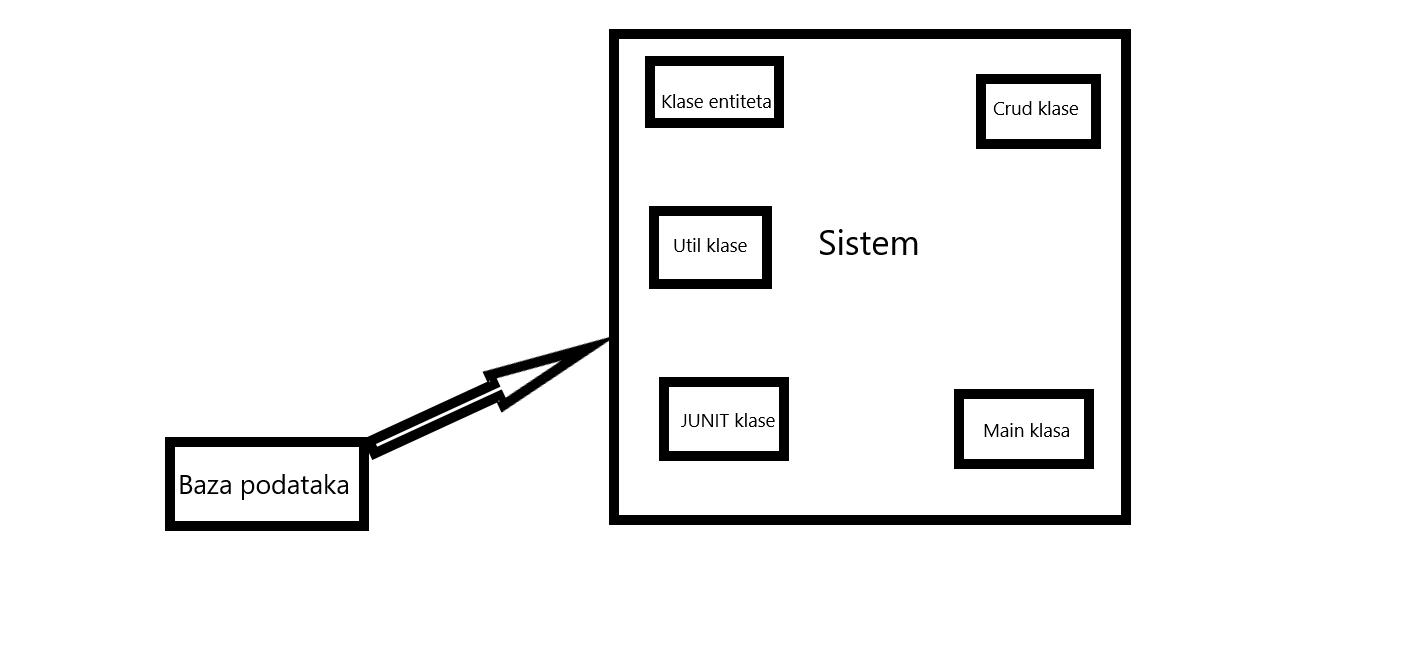 Klase entiteta
Crud klase
Util klase
Sistem
JUNIT klase
Main klasa
Baza podataka